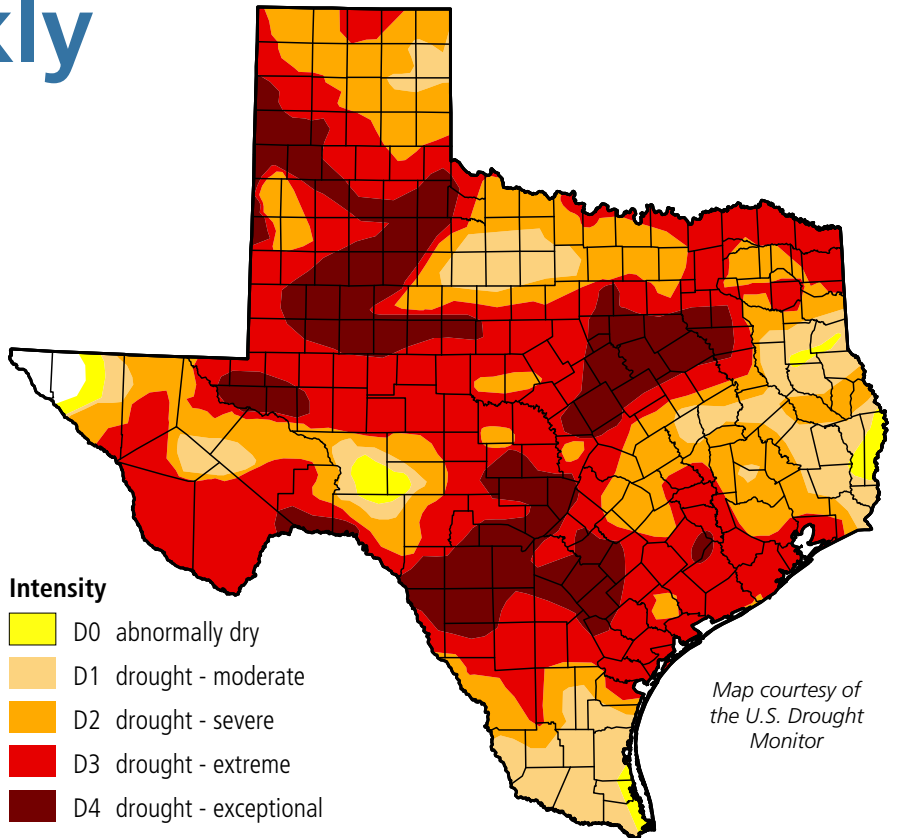 Intensity
D0 abnormally dry
D1 drought - moderate
D2 drought - severe
D3 drought - extreme
D4 drought - exceptional
Map courtesy of
the U.S. Drought
Monitor